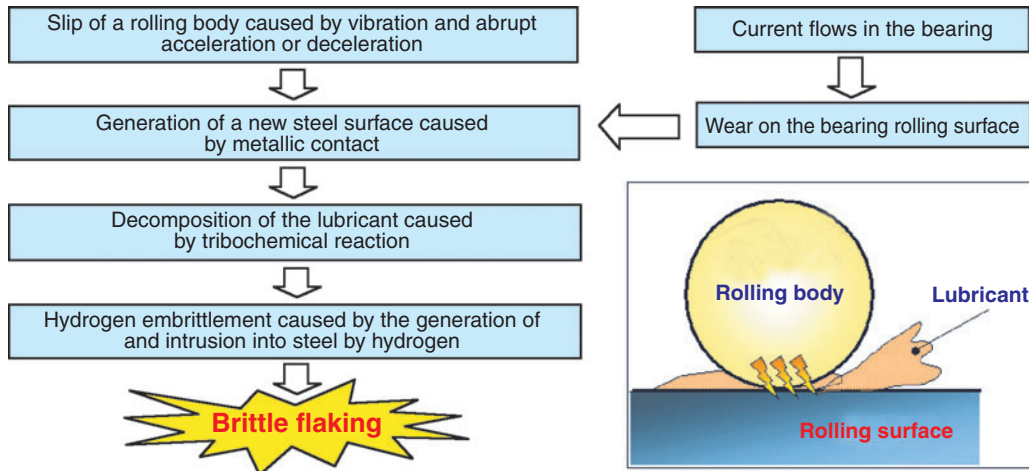 Slip of a rolling body caused by vibration and abrupt
acceleration or deceleration
Generation of a new steel surface caused
by metallic contact
Decomposition of the lubricant caused
by tribochemical reaction
Hydrogen embrittlement caused by the generation of
and intrusion into steel by hydrogen
Brittle flaking
Current flows in the bearing
Wear on the bearing rolling surface
Rolling body
Lubricant
Rolling surface